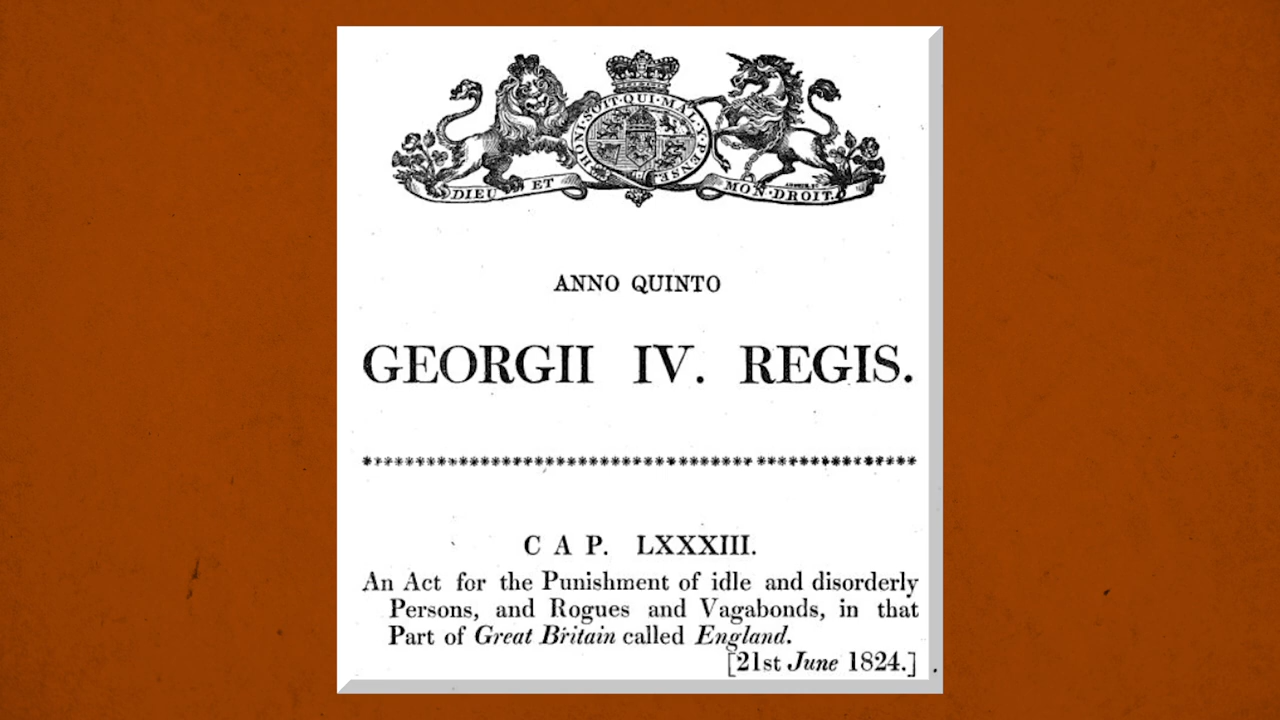 HONI·SOIT·QUI·MAL·Y·PENSE
DIEU ET MON·DROIT.
ANNO QUINTO
GEORGII IV. REGIS.
CAP. LXXXIII.
An Act for the Punishment of idle and disorderly
Persons, and Rogues and Vagabonds, in that
Part of Great Britain called England.
[21st June 1824.]